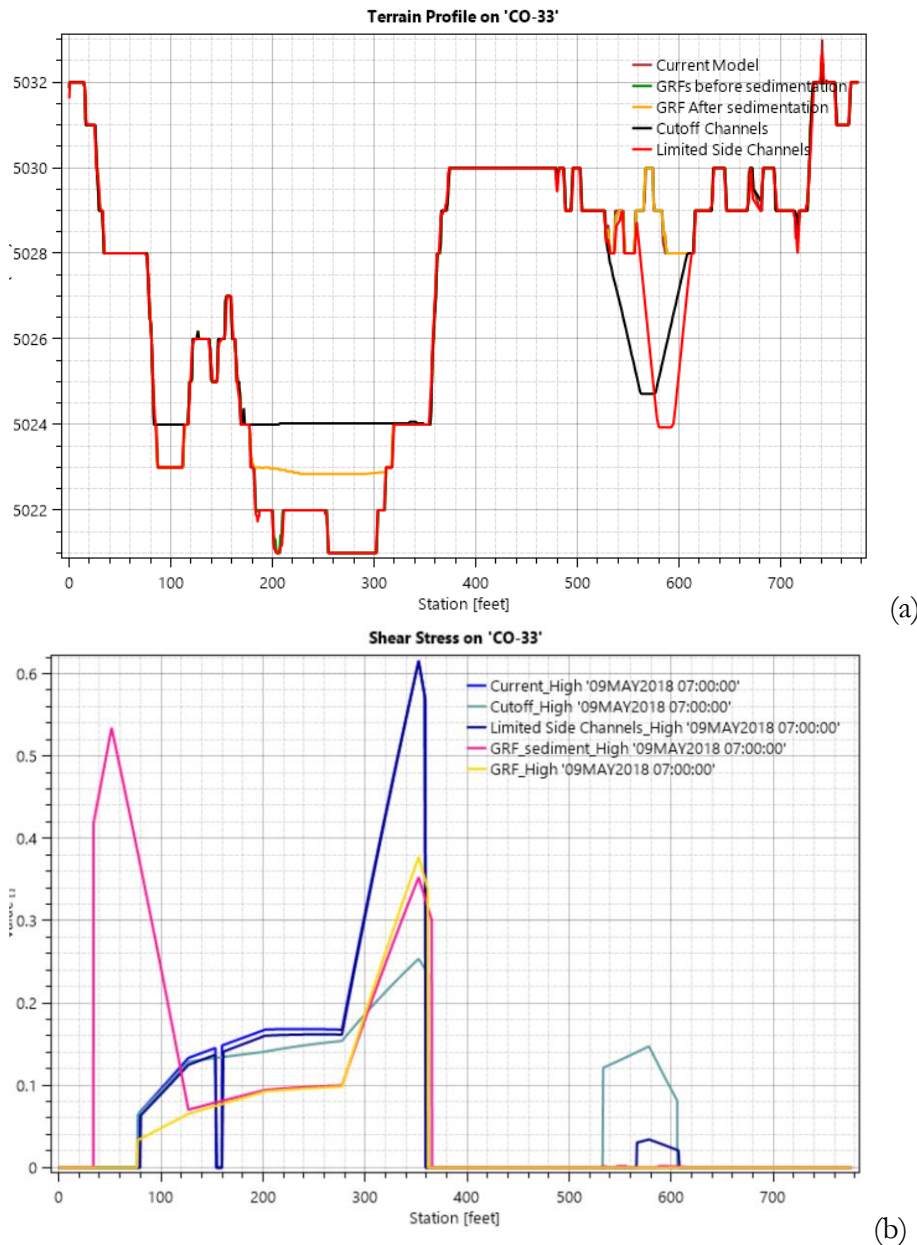 Terrain Profile on 'CO-33'
Current Model
GRFs before sedimentation
GRF After sedimentation
Cutoff Channels
Limited Side Channels
5032
5030
5028
5026
5024
5022
0 100 200 300 400 500 600 700
Station [feet]
(a)
Shear Stress on 'CO-33'
Current_High '09MAY2018 07:00:00'
Cutoff_High '09MAY2018 07:00:00'
Limited Side Channels_High '09MAY2018 07:00:00'
GRF_sediment_High '09MAY2018 07:00:00'
GRF_High '09MAY2018 07:00:00'
0.6
0.5
0.4
0.3
0.2
0.1
0
0 100 200 300 400 500 600 700
Station [feet]
(b)